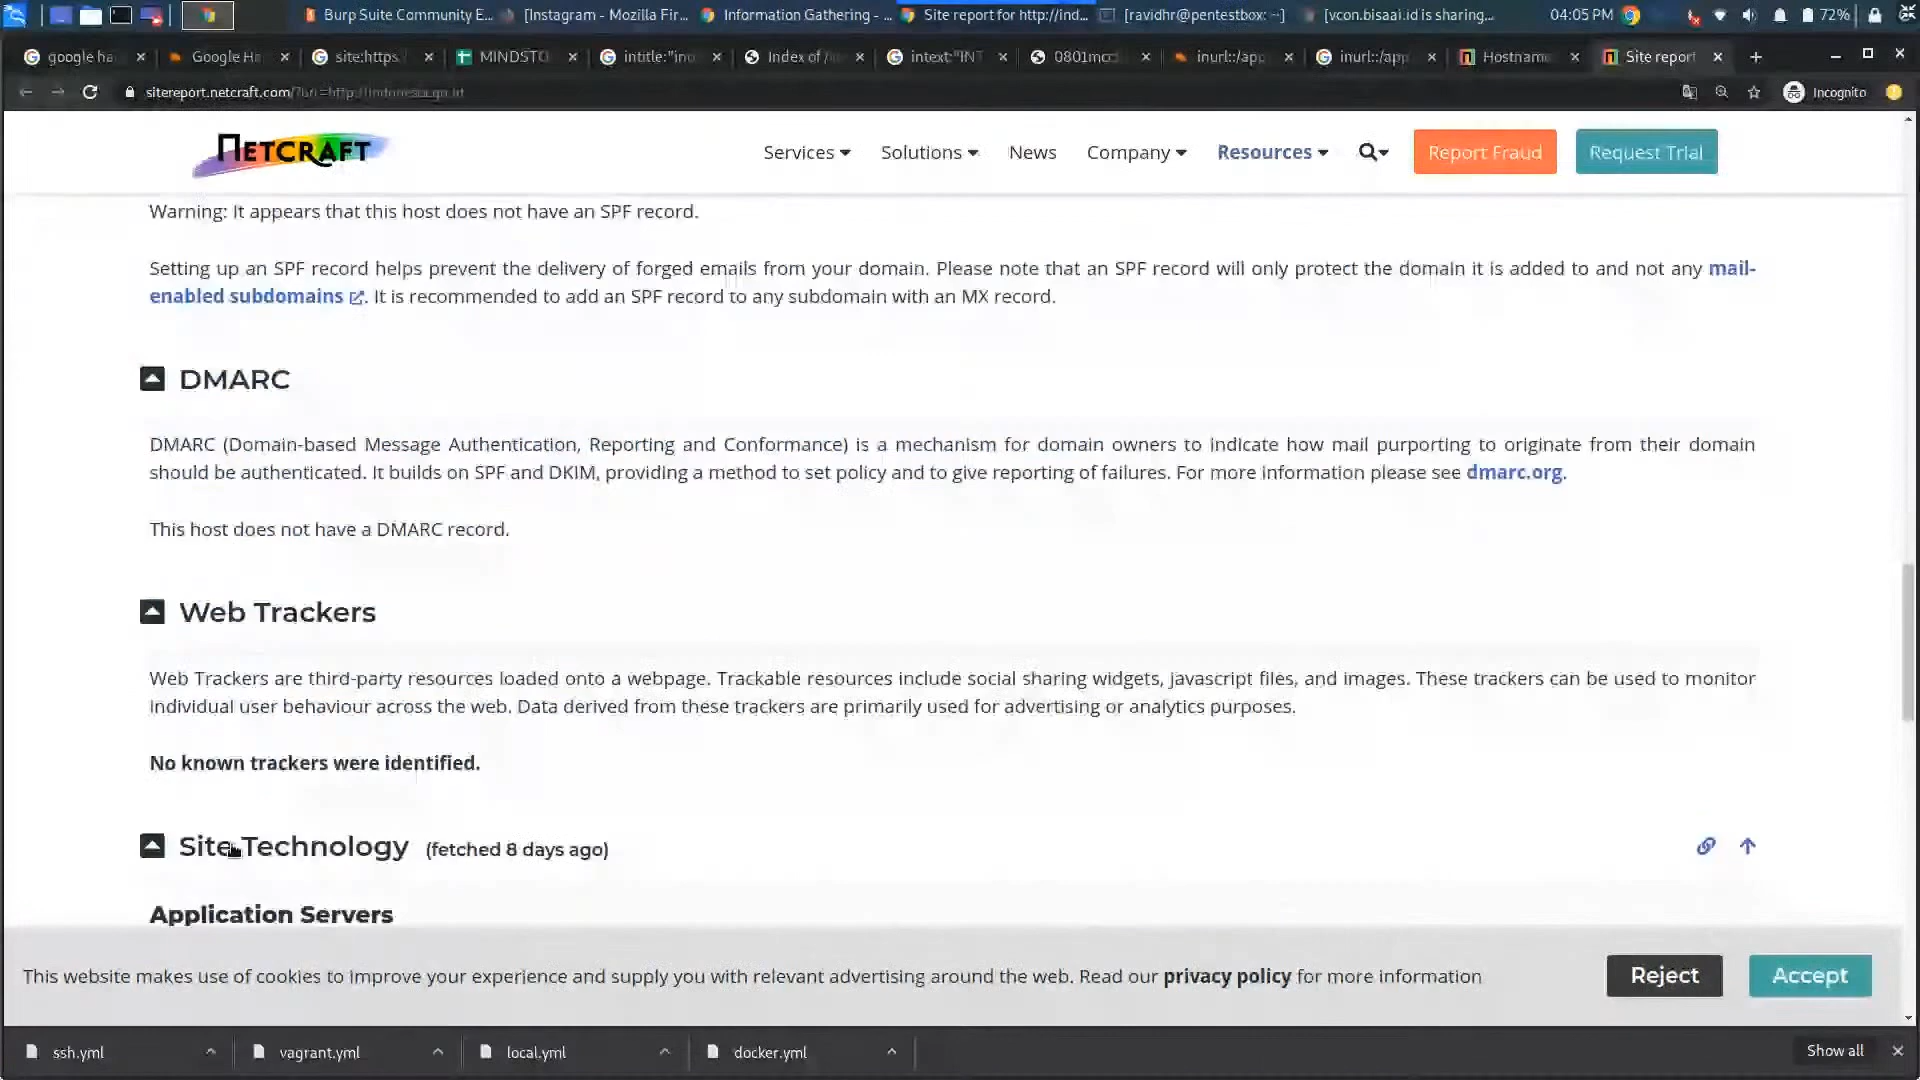 Burp Suite Community E... [Instagram - Mozilla Fir... Information Gathering - ... Site report for http://ind... [ravidhr@pentestbox: ~] [vcon.bisaai.id is sharing... 04:05 PM 72%
google ha Google Ha site:https. MINDSTO intitle:"ind Index of / intext:"INT 0801mcc inurl::/app inurl::/app Hostname Site report
sitereport.netcraft.com/?url=http://indonesia.go.id Incognito
NETCRAFT Services Solutions News Company Resources Report Fraud Request Trial
Warning: It appears that this host does not have an SPF record.
Setting up an SPF record helps prevent the delivery of forged emails from your domain. Please note that an SPF record will only protect the domain it is added to and not any mail-
enabled subdomains. It is recommended to add an SPF record to any subdomain with an MX record.
DMARC
DMARC (Domain-based Message Authentication, Reporting and Conformance) is a mechanism for domain owners to indicate how mail purporting to originate from their domain
should be authenticated. It builds on SPF and DKIM, providing a method to set policy and to give reporting of failures. For more information please see dmarc.org.
This host does not have a DMARC record.
Web Trackers
Web Trackers are third-party resources loaded onto a webpage. Trackable resources include social sharing widgets, javascript files, and images. These trackers can be used to monitor
individual user behaviour across the web. Data derived from these trackers are primarily used for advertising or analytics purposes.
No known trackers were identified.
Site Technology (fetched 8 days ago)
Application Servers
This website makes use of cookies to improve your experience and supply you with relevant advertising around the web. Read our privacy policy for more information Reject Accept
ssh.yml vagrant.yml local.yml docker.yml Show all